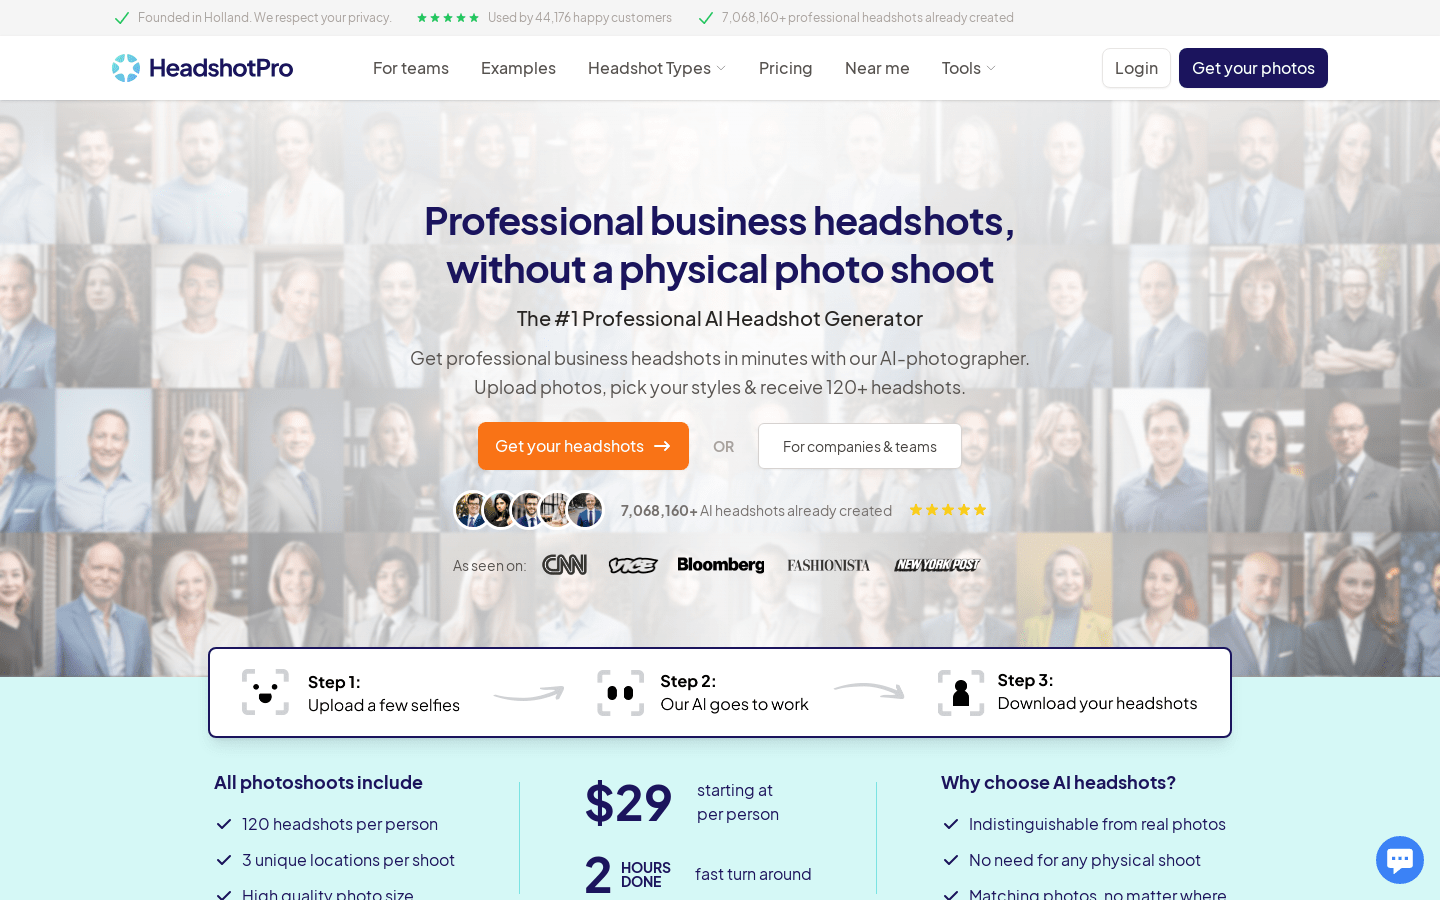 Founded in Holland. We respect your privacy.
Used by 44,176 happy customers
7,068,160+ professional headshots already created
HeadshotPro
For teams
Examples
Headshot Types
Pricing
Near me
Tools
Login
Get your photos
Professional business headshots,
without a physical photo shoot
The #1 Professional AI Headshot Generator
Get professional business headshots in minutes with our AI-photographer.
Upload photos, pick your styles & receive 120+ headshots.
Get your headshots
OR
For companies & teams
7,068,160+ AI headshots already created
As seen on:
CNN
VICE
Bloomberg
FASHIONISTA
NEW YORK POST
Step 1:
Upload a few selfies
Step 2:
Our AI goes to work
Step 3:
Download your headshots
All photoshoots include
120 headshots per person
3 unique locations per shoot
High quality photo size
$29
starting at
per person
2 HOURS
DONE
fast turn around
Why choose AI headshots?
Indistinguishable from real photos
No need for any physical shoot
Matching photos, no matter where